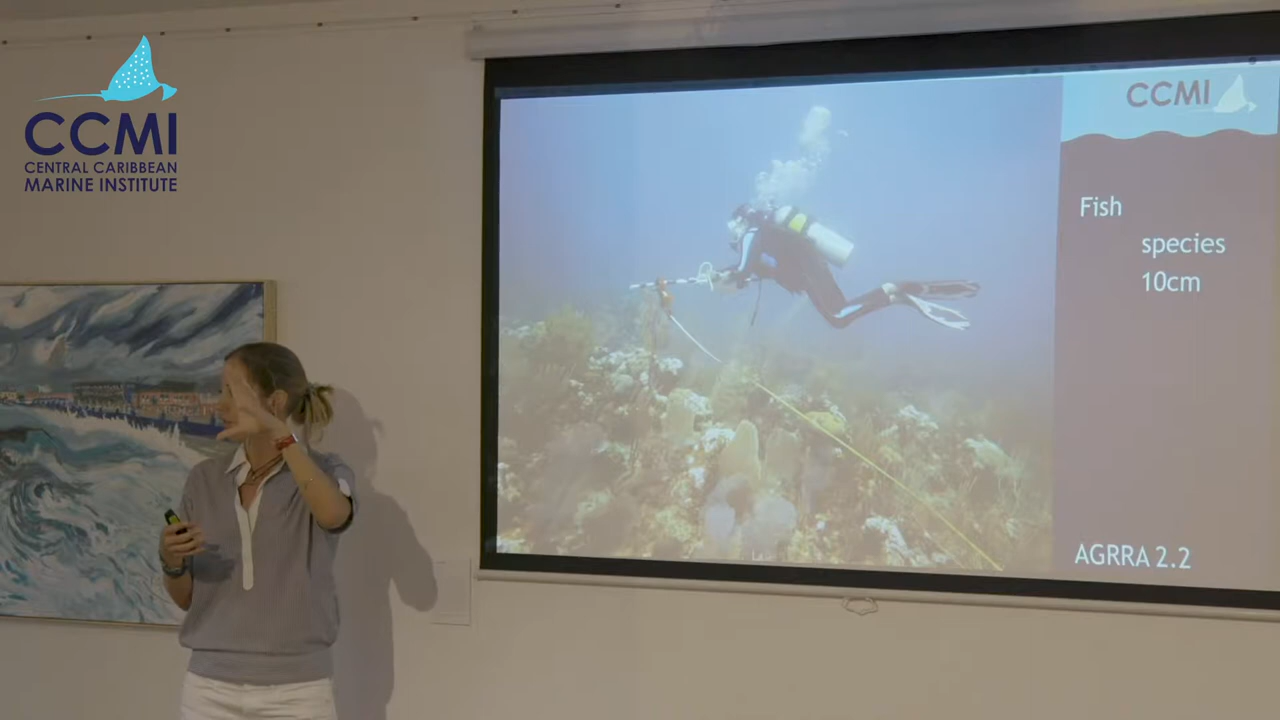 CCMI
CENTRAL CARIBBEAN
MARINE INSTITUTE
CCMI
Fish
species
10cm
AGRRA 2.2